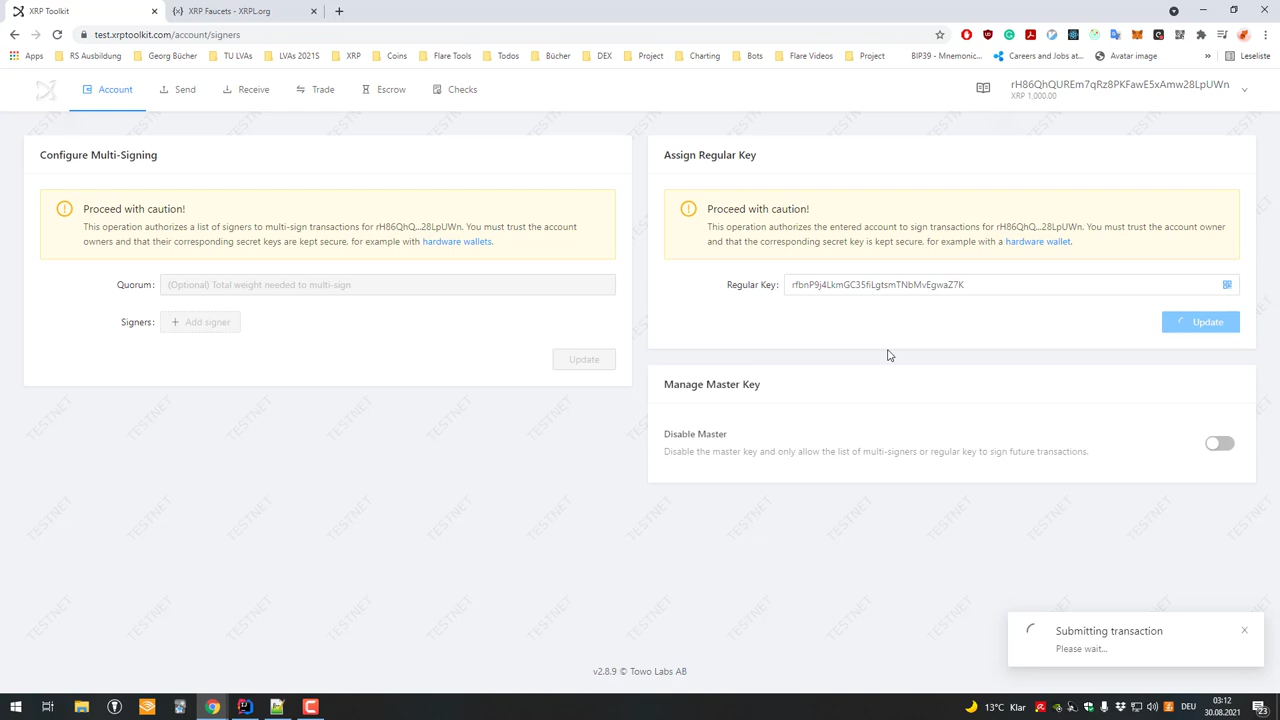 XRP Toolkit
XRP Faucets - XRPL.org
test.xrptoolkit.com/account/signers
Apps
RS Ausbildung
Georg Bücher
TU LVAs
LVAs 2021S
XRP
Coins
Flare Tools
Todos
Bücher
DEX
Project
Charting
Bots
Flare Videos
Project
BIP39 - Mnemonic...
Careers and Jobs at...
Avatar image
»
Leseliste
Account
Send
Receive
Trade
Escrow
Checks
rH86QhQUREm7qRz8PKFawE5xAmw28LpUWn
XRP 1,000.00
Configure Multi-Signing
Proceed with caution!
This operation authorizes a list of signers to multi-sign transactions for rH86QhQ...28LpUWn. You must trust the account
owners and that their corresponding secret keys are kept secure, for example with hardware wallets.
Quorum:
(Optional) Total weight needed to multi-sign
Signers:
+ Add signer
Update
Assign Regular Key
Proceed with caution!
This operation authorizes the entered account to sign transactions for rH86QhQ...28LpUWn. You must trust the account owner
and that the corresponding secret key is kept secure, for example with a hardware wallet.
Regular Key:
rfbnP9j4LkmGC35fiLgtsmTNbMvEgwaZ7K
Update
Manage Master Key
Disable Master
Disable the master key and only allow the list of multi-signers or regular key to sign future transactions.
TESTNET
Submitting transaction
Please wait...
v2.8.9 © Towo Labs AB
13°C Klar
DEU
03:12
30.08.2021
23